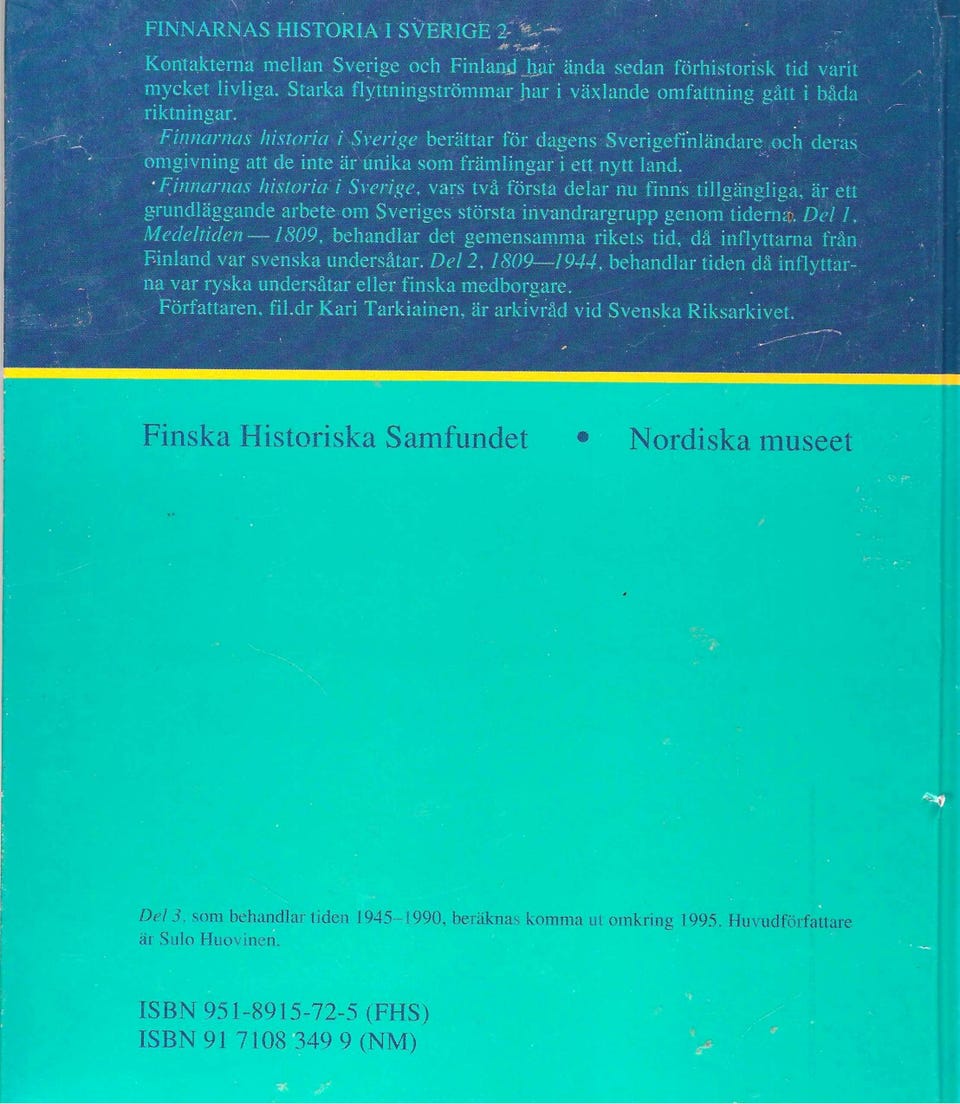 FINNARNAS HISTORIA I SVERIGE 2
Kontakterna mellan Sverige och Finland har ända sedan förhistorisk tid varit
mycket livliga. Starka flyttningströmmar har i växlande omfattning gått i båda
riktningar.
Finnarnas historia i Sverige berättar för dagens Sverigefinländare och deras
omgivning att de inte är unika som främlingar i ett nytt land.
Finnarnas historia i Sverige, vars två första delar nu finns tillgängliga, är ett
grundläggande arbete om Sveriges största invandrargrupp genom tiderna. Del 1,
Medeltiden — 1809, behandlar det gemensamma rikets tid, då inflyttarna från
Finland var svenska undersåtar. Del 2, 1809—1944, behandlar tiden då inflyttar-
na var ryska undersåtar eller finska medborgare.
Författaren, fil.dr Kari Tarkiainen, är arkivråd vid Svenska Riksarkivet.
Finska Historiska Samfundet • Nordiska museet
Del 3, som behandlar tiden 1945–1990, beräknas komma ut omkring 1995. Huvudförfattare
är Sulo Huovinen.
ISBN 951-8915-72-5 (FHS)
ISBN 91 7108 349 9 (NM)